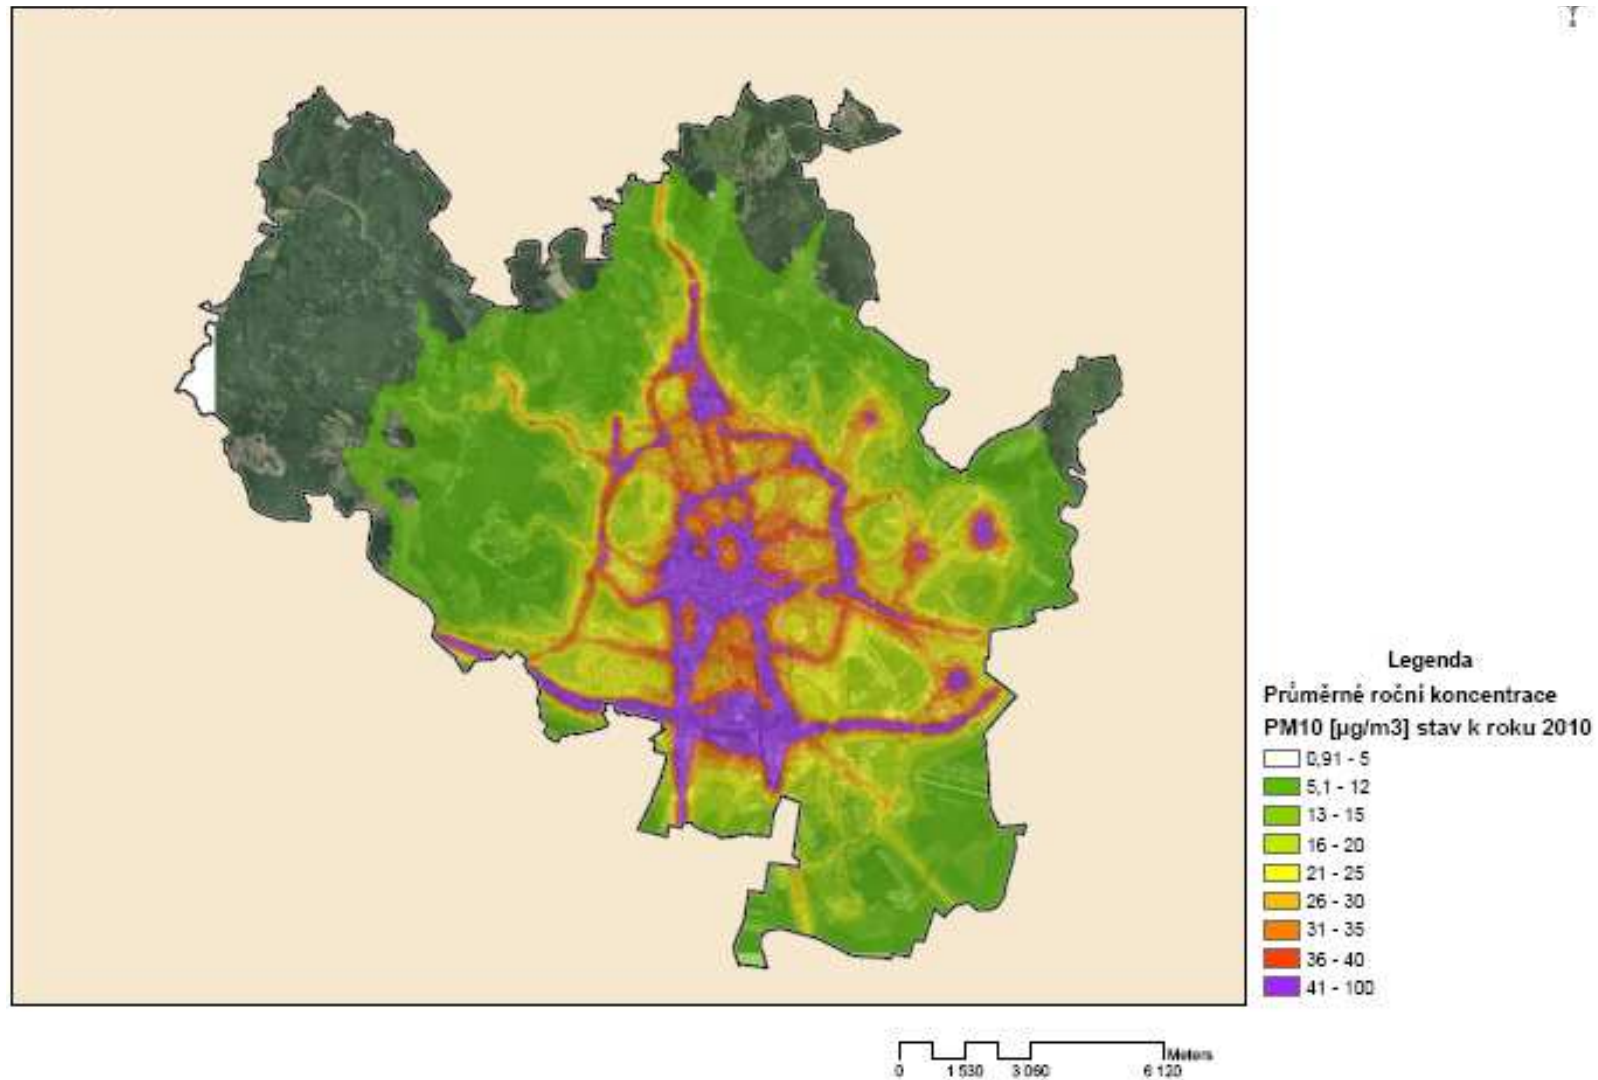 Legenda
Průměrné roční koncentrace
PM10 [µg/m3] stav k roku 2010
0,91 - 5
5,1 - 12
13 - 15
16 - 20
21 - 25
26 - 30
31 - 35
36 - 40
41 - 100
Meters
0 1 530 3 060 6 120